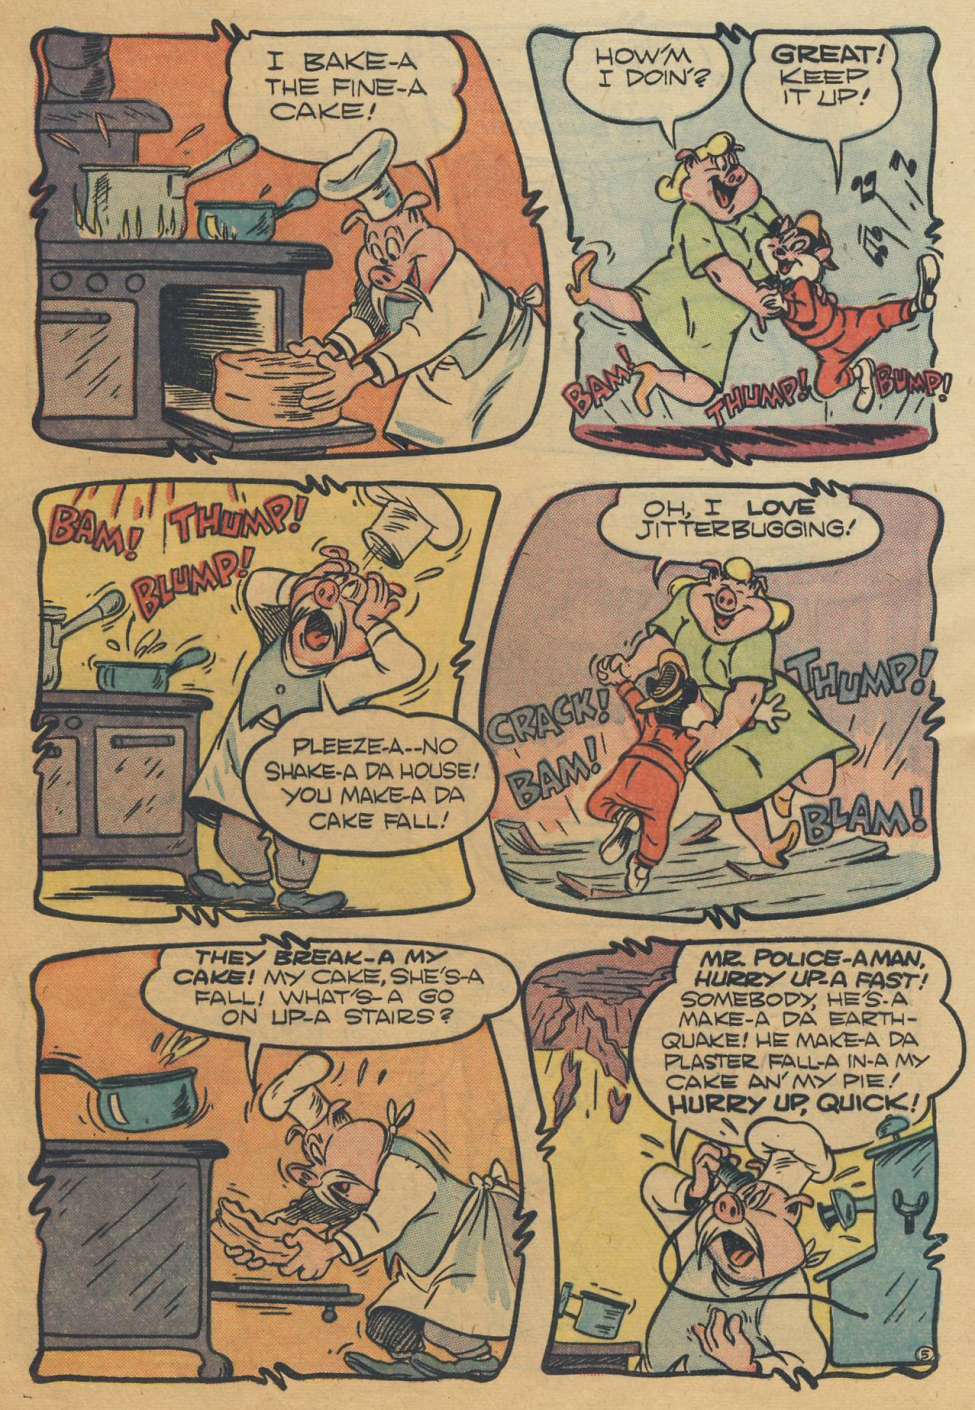 I BAKE-A
THE FINE-A
CAKE!
HOW'M
I DOIN'?
GREAT!
KEEP
IT UP!
BAM!
THUMP!
BUMP!
BAM!
THUMP!
BLUMP!
PLEEZE-A--NO
SHAKE-A DA HOUSE!
YOU MAKE-A DA
CAKE FALL!
OH, I LOVE
JITTERBUGGING!
CRACK!
BAM!
THUMP!
BLAM!
THEY BREAK-A MY
CAKE! MY CAKE, SHE'S-A
FALL! WHAT'S-A GO
ON UP-A STAIRS?
MR. POLICE-A MAN,
HURRY UP-A FAST!
SOMEBODY, HE'S-A
MAKE-A DA EARTH-
QUAKE! HE MAKE-A DA
PLASTER FALL-A IN-A MY
CAKE AN' MY PIE!
HURRY UP, QUICK!
5